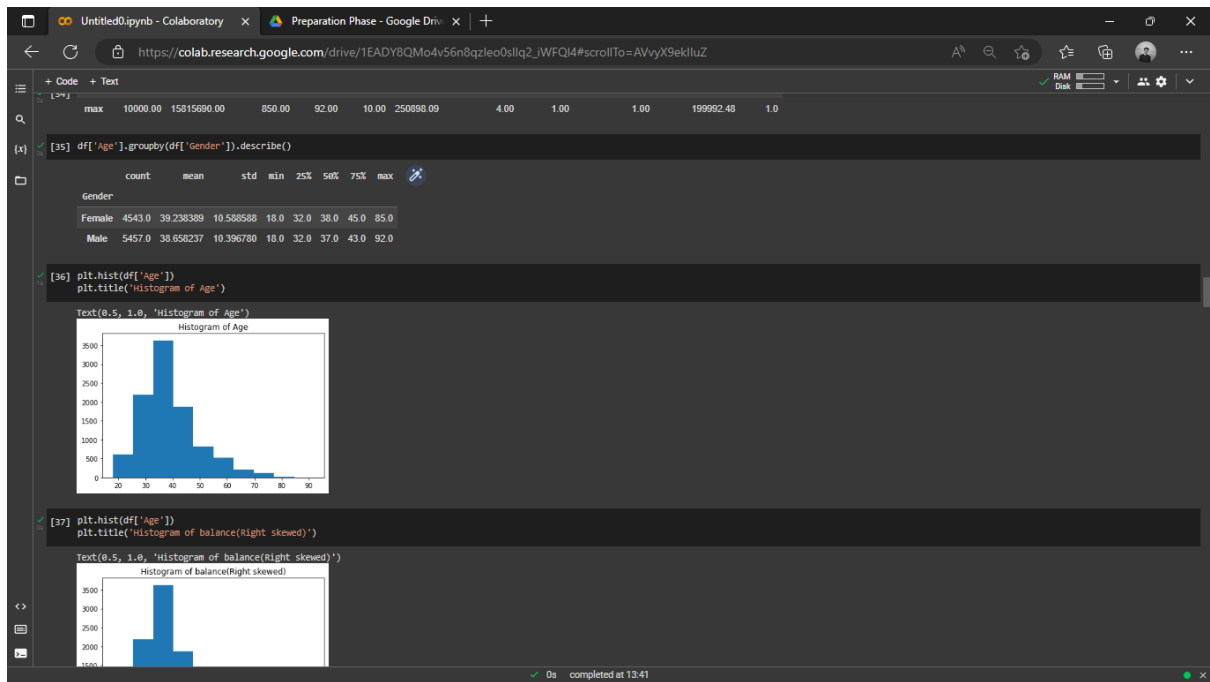 Untitled0.ipynb - Colaboratory
Preparation Phase - Google Driv
https://colab.research.google.com/drive/1EADY8QMo4v56n8qzleo0sIlq2_iWFQl4#scrollTo=AVvyX9ekIluZ
+ Code + Text
RAM
Disk
[34]
max 10000.00 15815690.00 850.00 92.00 10.00 250898.09 4.00 1.00 1.00 199992.48 1.0
[35] df['Age'].groupby(df['Gender']).describe()
count mean std min 25% 50% 75% max
Gender
Female 4543.0 39.238389 10.588588 18.0 32.0 38.0 45.0 85.0
Male 5457.0 38.658237 10.396780 18.0 32.0 37.0 43.0 92.0
[36] plt.hist(df['Age'])
plt.title('Histogram of Age')
Text(0.5, 1.0, 'Histogram of Age')
Histogram of Age
3500
3000
2500
2000
1500
1000
500
0
20 30 40 50 60 70 80 90
[37] plt.hist(df['Age'])
plt.title('Histogram of balance(Right skewed)')
Text(0.5, 1.0, 'Histogram of balance(Right skewed)')
Histogram of balance(Right skewed)
3500
3000
2500
2000
1500
0s completed at 13:41